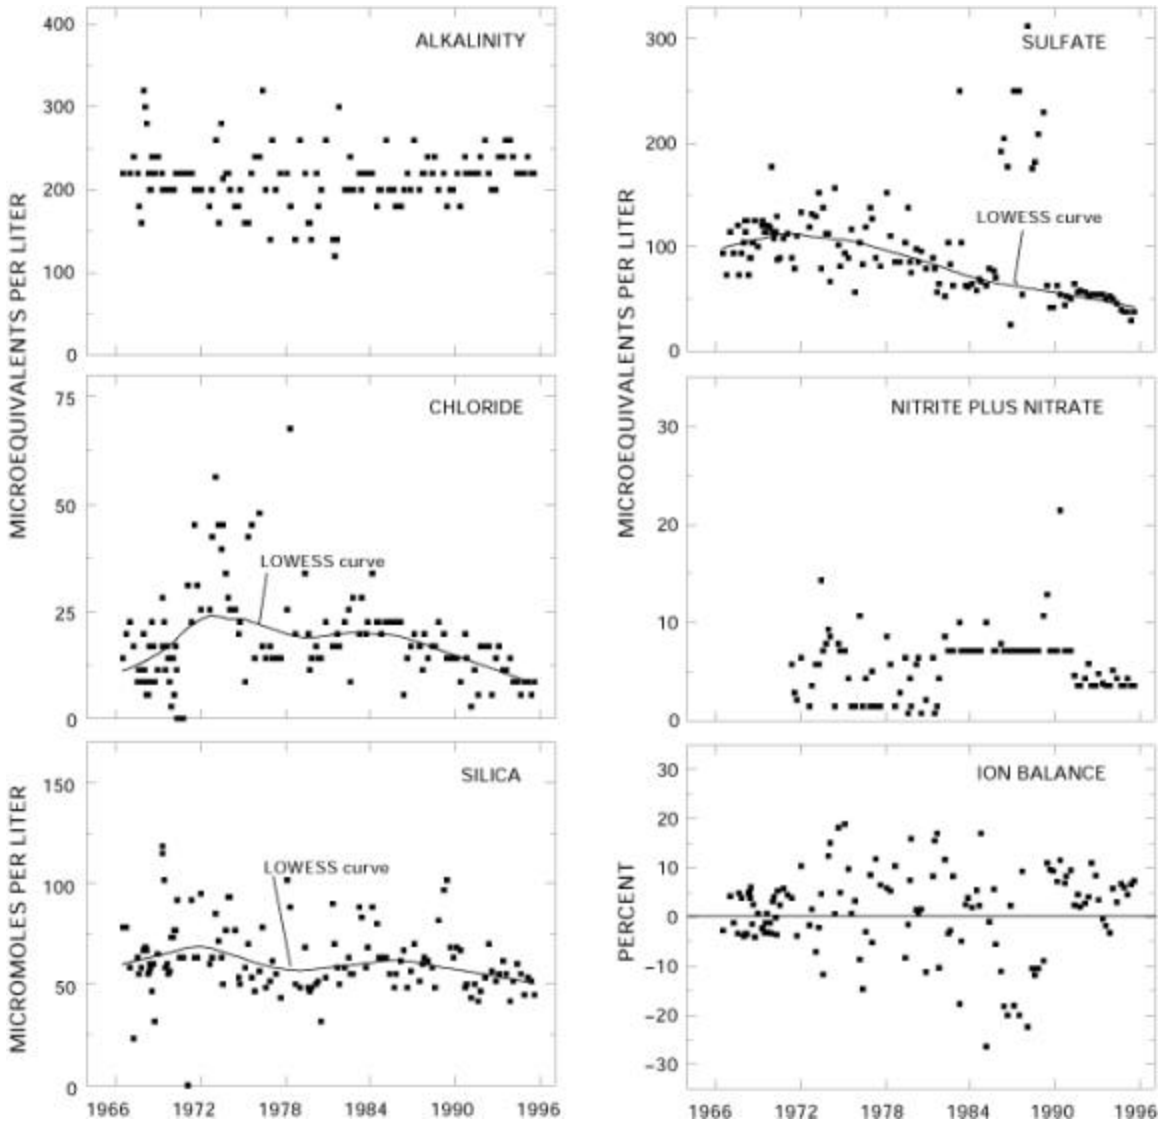 MICROEQUIVALENTS PER LITER
400
300
200
100
0
ALKALINITY
75
50
25
0
CHLORIDE
LOWESS curve
MICROMOLES PER LITER
150
100
50
0
SILICA
LOWESS curve
1966 1972 1978 1984 1990 1996
MICROEQUIVALENTS PER LITER
300
200
100
0
SULFATE
LOWESS curve
30
20
10
0
NITRITE PLUS NITRATE
PERCENT
30
20
10
0
−10
−20
−30
ION BALANCE
1966 1972 1978 1984 1990 1996